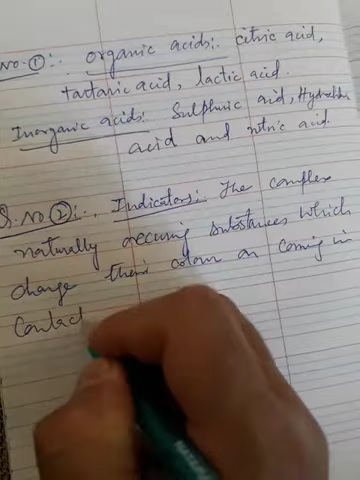 No.①:. organic acids:. citric acid,
tartaric acid, lactic acid.
Inorganic acids: Sulphuric acid,
acid and nitric acid.
S.NO②:. Indicators:. The complex
naturally occuring substances which
change their colour on coming in
Contact